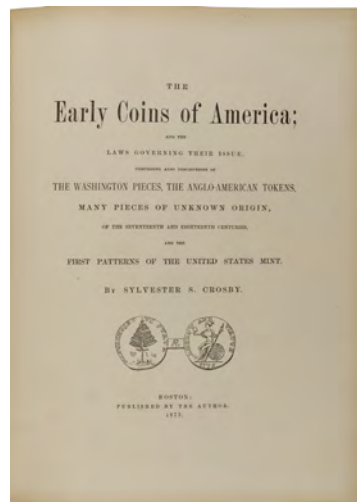 THE
Early Coins of America;
AND THE
LAWS GOVERNING THEIR ISSUE.
COMPRISING ALSO DESCRIPTIONS OF
THE WASHINGTON PIECES, THE ANGLO-AMERICAN TOKENS,
MANY PIECES OF UNKNOWN ORIGIN,
OF THE SEVENTEENTH AND EIGHTEENTH CENTURIES,
AND THE
FIRST PATTERNS OF THE UNITED STATES MINT.
BY SYLVESTER S. CROSBY.
BOSTON:
PUBLISHED BY THE AUTHOR.